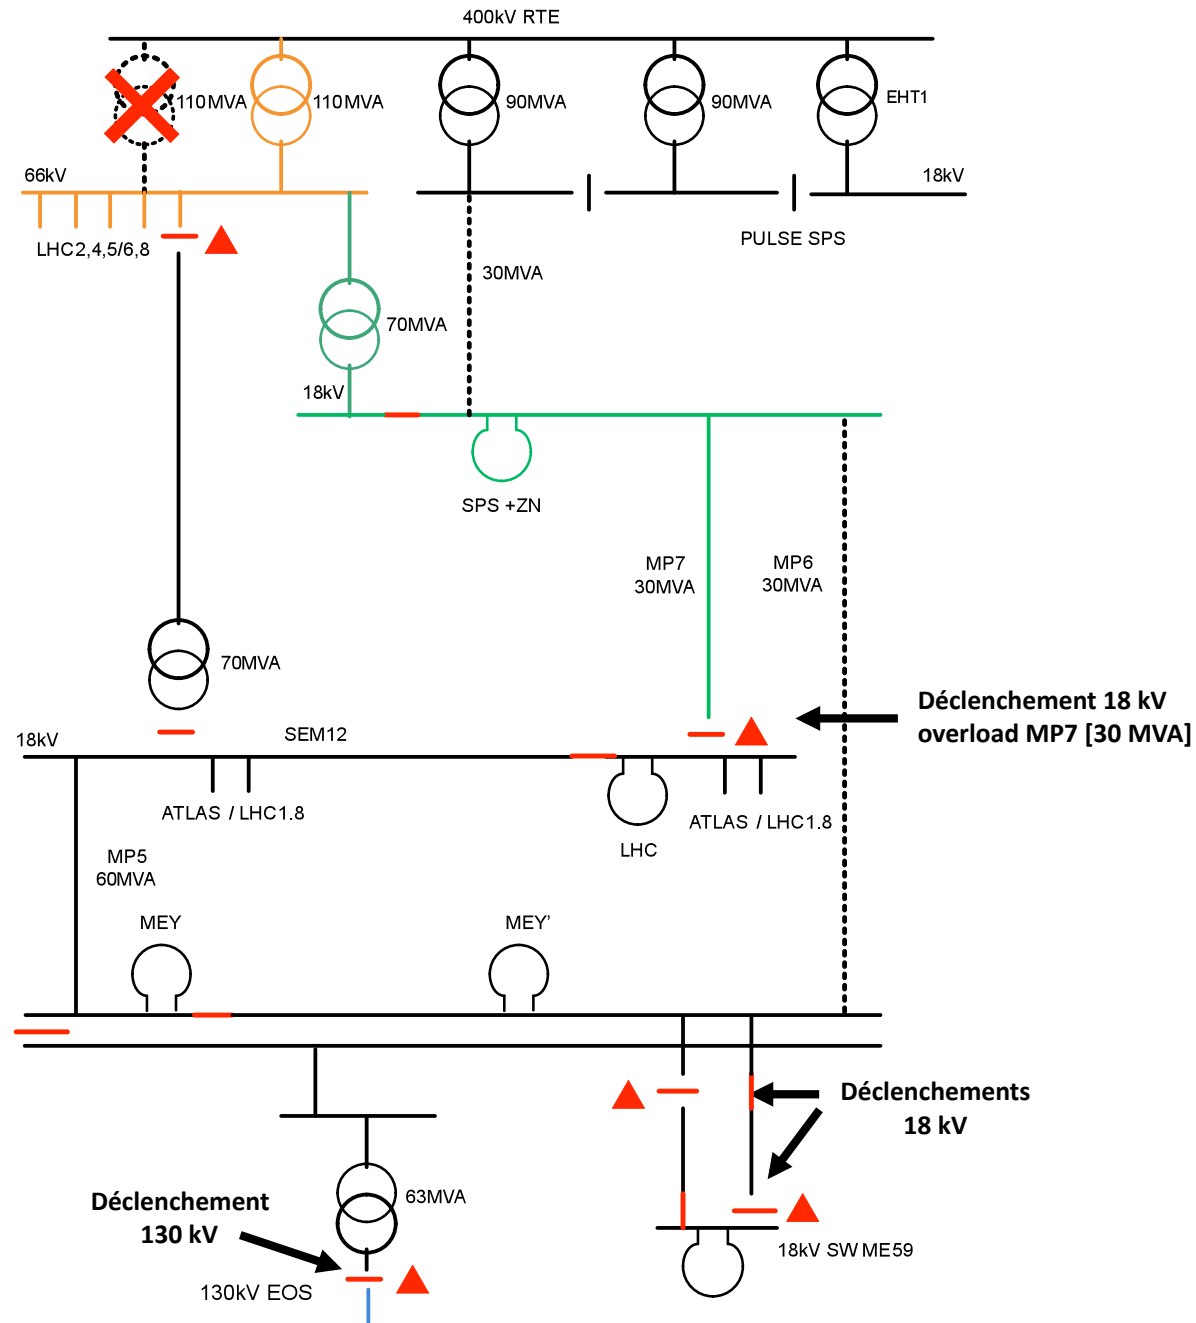 400kV RTE
110MVA
110MVA
90MVA
90MVA
EHT1
66kV
18kV
LHC2,4,5/6,8
PULSE SPS
30MVA
70MVA
18kV
SPS +ZN
MP7
30MVA
MP6
30MVA
70MVA
Déclenchement 18 kV
overload MP7 [30 MVA]
18kV
SEM12
ATLAS / LHC1.8
ATLAS / LHC1.8
LHC
MP5
60MVA
MEY
MEY’
Déclenchements
18 kV
63MVA
Déclenchement
130 kV
18kV SW ME59
130kV EOS